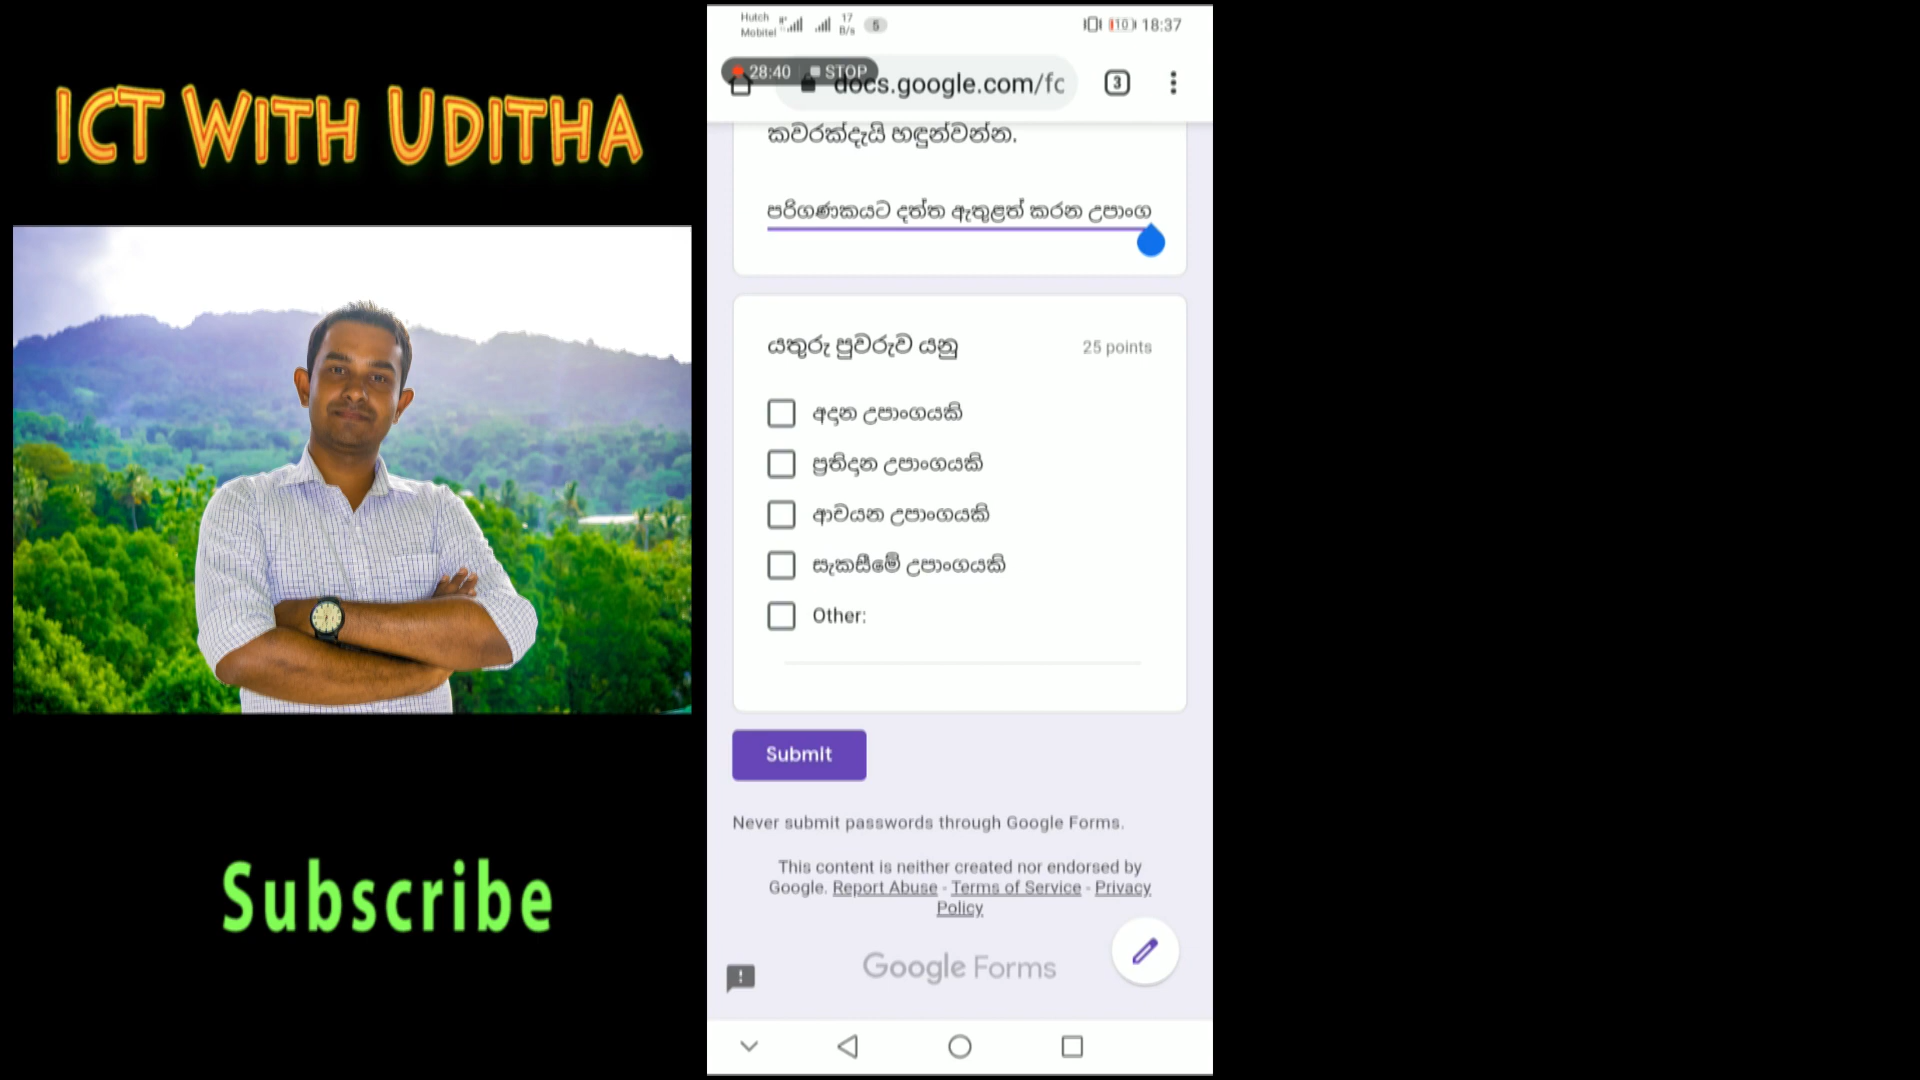 ICT WITH UDITHA
Subscribe
Hutch
Mobitel
17
B/s
5
10
18:37
28:40
STOP
docs.google.com/fo
3
කවරක්දැයි හඳුන්වන්න.
පරිගණකයට දත්ත ඇතුළත් කරන උපාංග
යතුරු පුවරුව යනු
25 points
අදාන උපාංගයකි
ප්‍රතිදාන උපාංගයකි
ආචයන උපාංගයකි
සැකසීමේ උපාංගයකි
Other:
Submit
Never submit passwords through Google Forms.
This content is neither created nor endorsed by
Google. Report Abuse - Terms of Service - Privacy
Policy
Google Forms